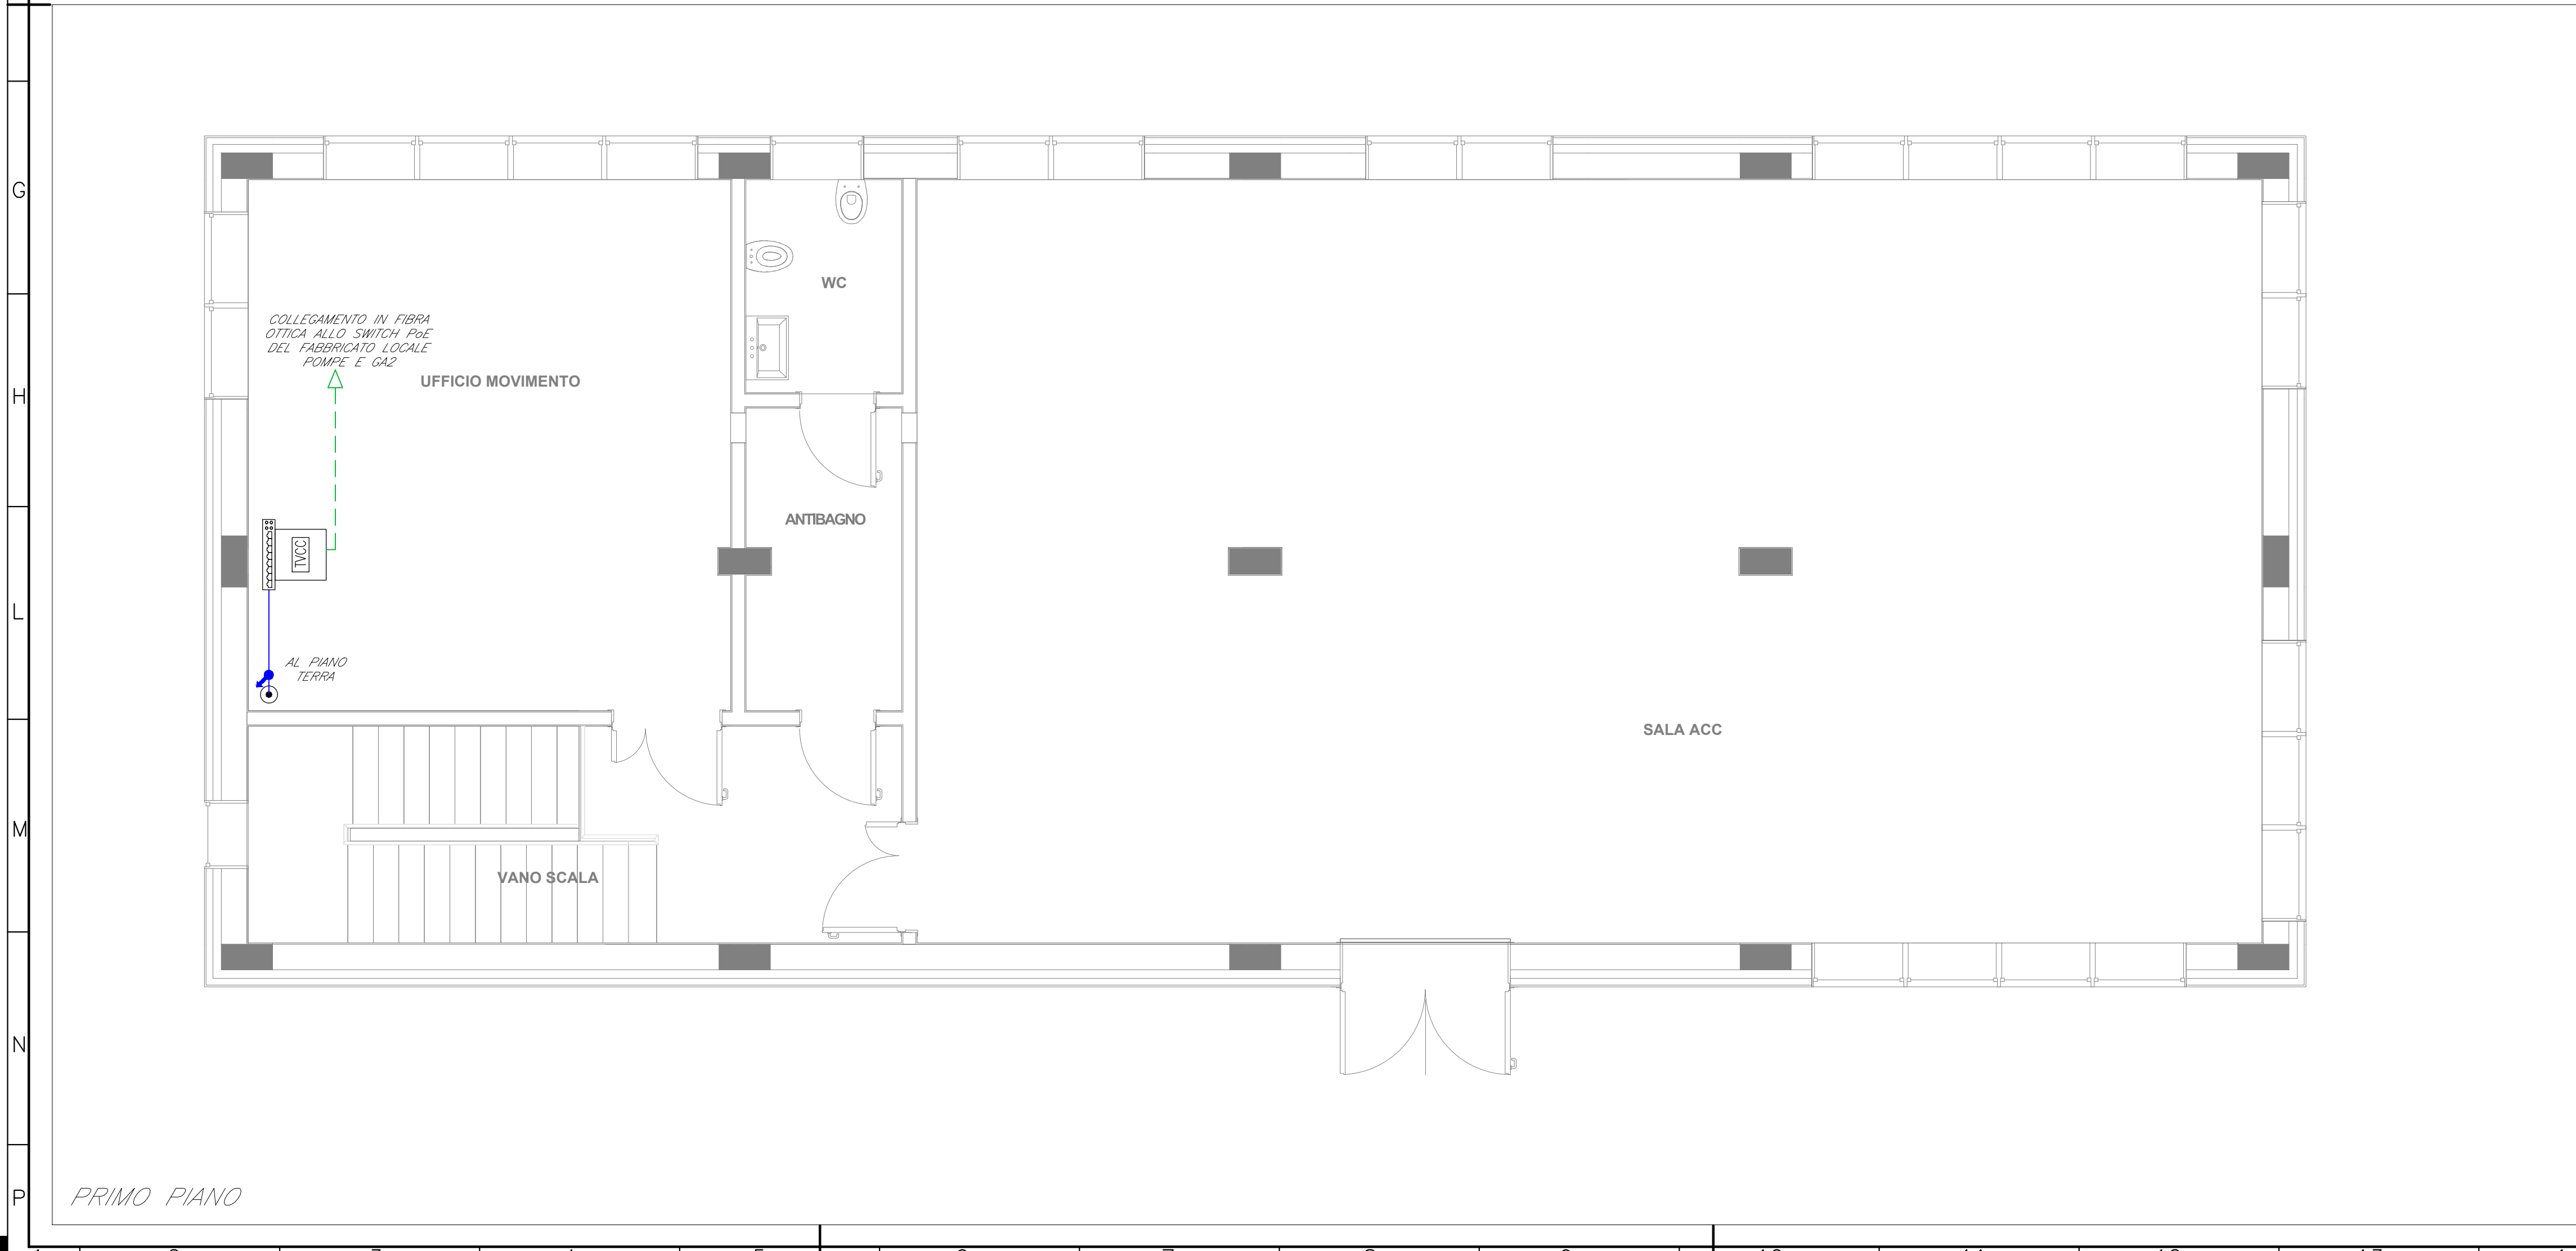 G
WC
COLLEGAMENTO IN FIBRA
OTTICA ALLO SWITCH PoE
DEL FABBRICATO LOCALE
POMPE E GA2
UFFICIO MOVIMENTO
H
ANTIBAGNO
TVCC
L
AL PIANO
TERRA
SALA ACC
M
VANO SCALA
N
PRIMO PIANO
P